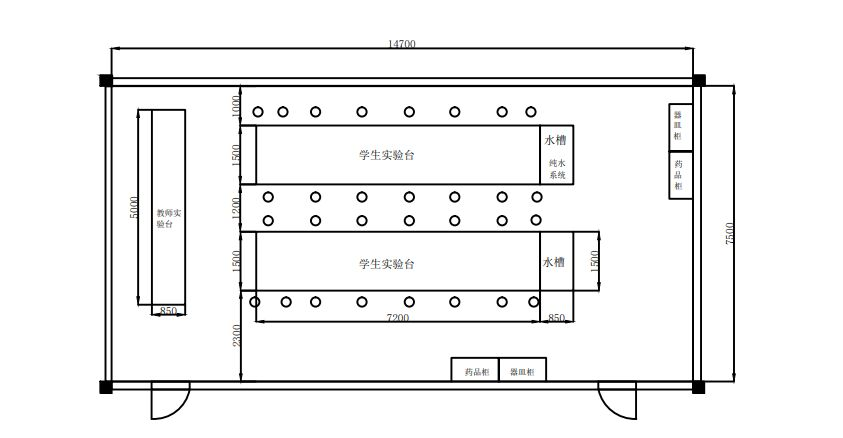 14700
1000
器
皿
柜
学生实验台
水槽
纯水
系统
1500
药
品
柜
5000
教师实
验台
1200
7500
1500
学生实验台
水槽
1500
850
7200
850
2300
药品柜
器皿柜